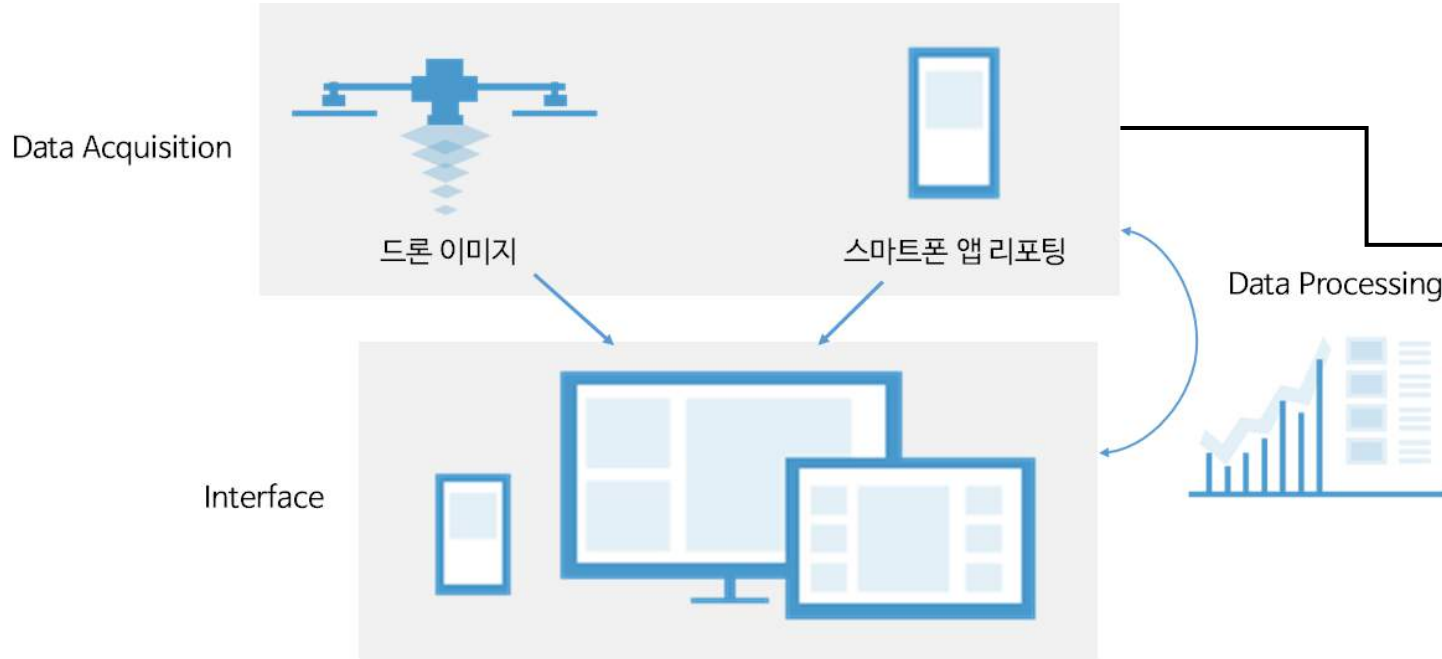 Data Acquisition
드론 이미지
스마트폰 앱 리포팅
Data Processing
Interface